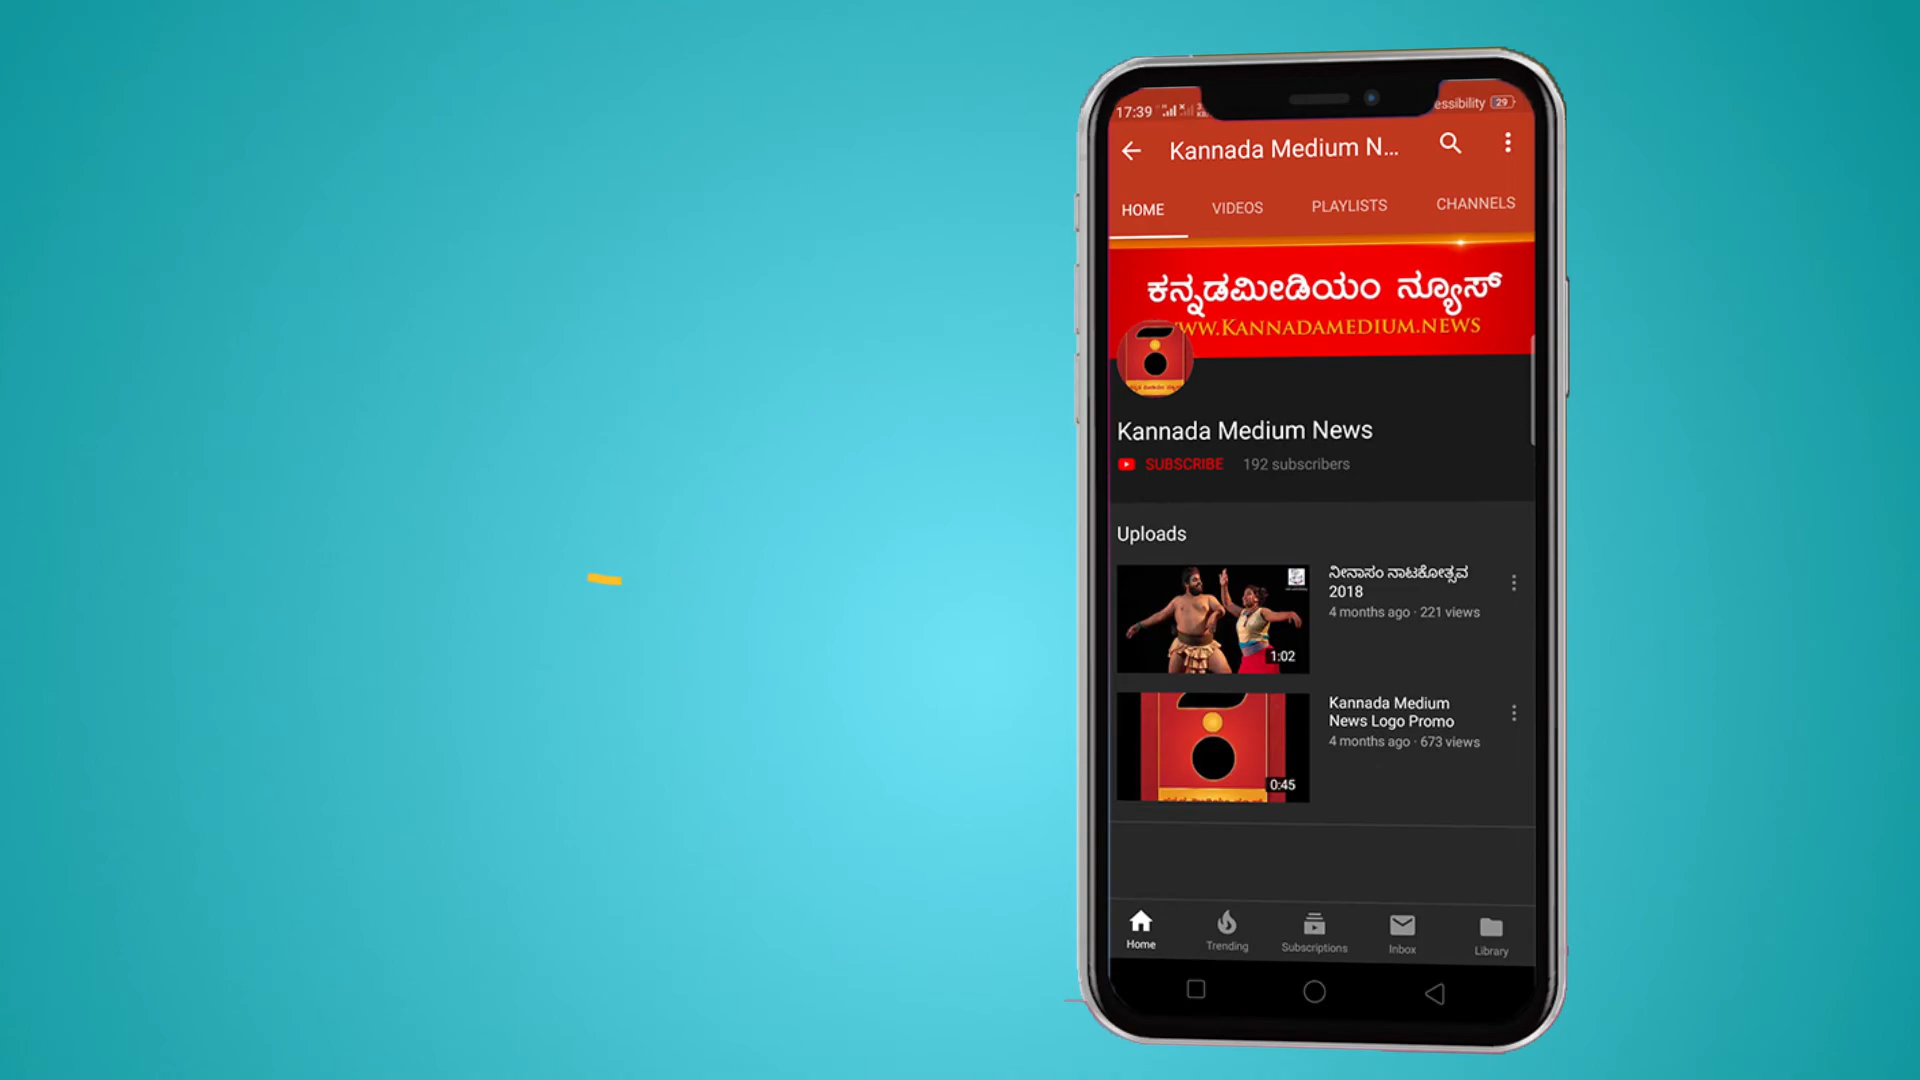 17:39
essibility 29
Kannada Medium N...
HOME VIDEOS PLAYLISTS CHANNELS
ಕನ್ನಡಮೀಡಿಯಂ ನ್ಯೂಸ್
ww.Kannadamedium.news
Kannada Medium News
SUBSCRIBE 192 subscribers
Uploads
ನೀನಾಸಂ ನಾಟಕೋತ್ಸವ
2018
4 months ago · 221 views
1:02
Kannada Medium
News Logo Promo
4 months ago · 673 views
0:45
Home Trending Subscriptions Inbox Library